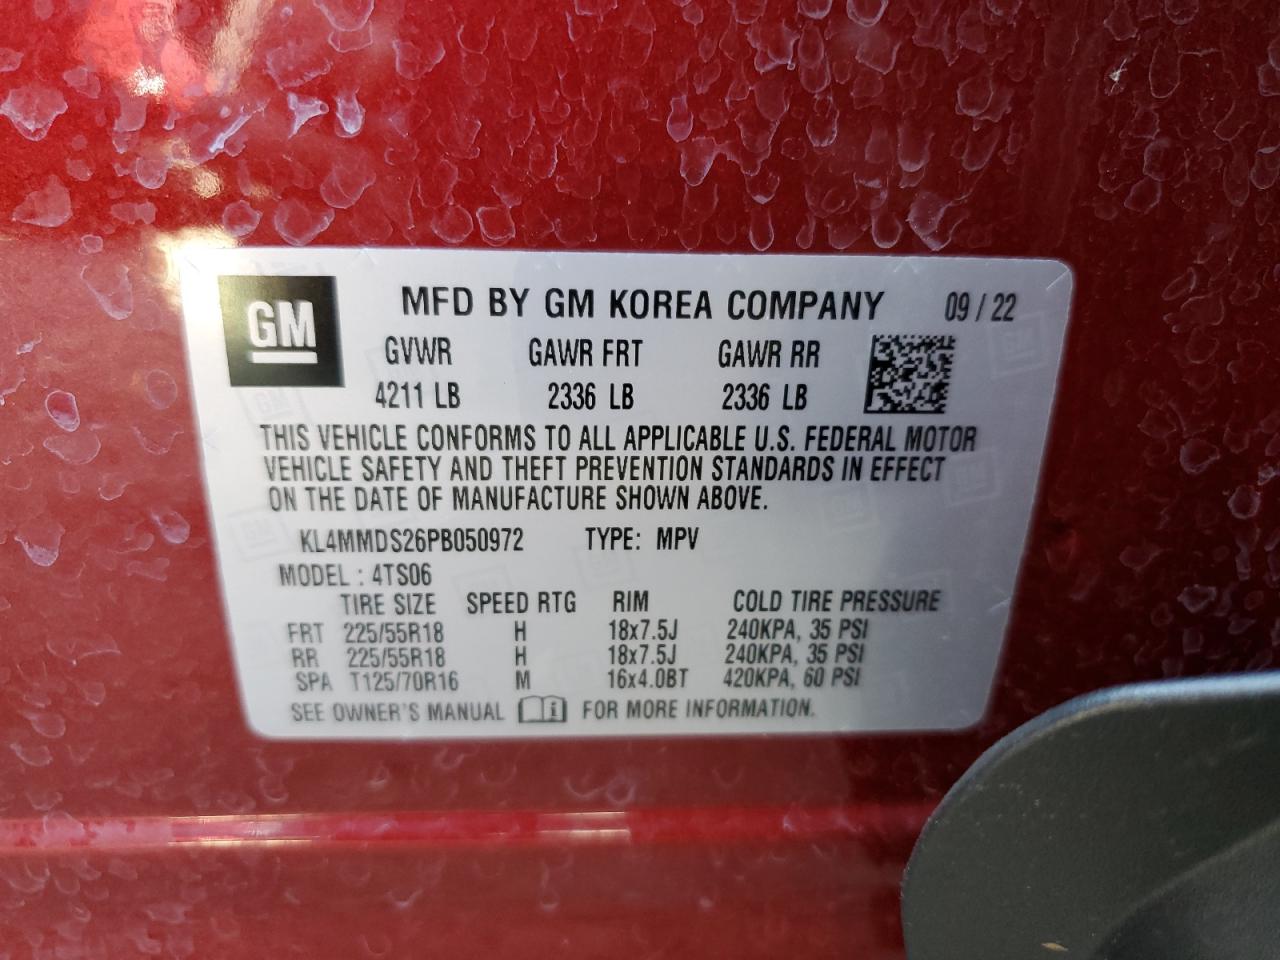 GM
MFD BY GM KOREA COMPANY 09 / 22
GVWR GAWR FRT GAWR RR
4211 LB 2336 LB 2336 LB
THIS VEHICLE CONFORMS TO ALL APPLICABLE U.S. FEDERAL MOTOR
VEHICLE SAFETY AND THEFT PREVENTION STANDARDS IN EFFECT
ON THE DATE OF MANUFACTURE SHOWN ABOVE.
KL4MMDS26PB050972 TYPE: MPV
MODEL : 4TS06
TIRE SIZE SPEED RTG RIM COLD TIRE PRESSURE
FRT 225/55R18 H 18x7.5J 240KPA, 35 PSI
RR 225/55R18 H 18x7.5J 240KPA, 35 PSI
SPA T125/70R16 M 16x4.0BT 420KPA, 60 PSI
SEE OWNER'S MANUAL i FOR MORE INFORMATION.